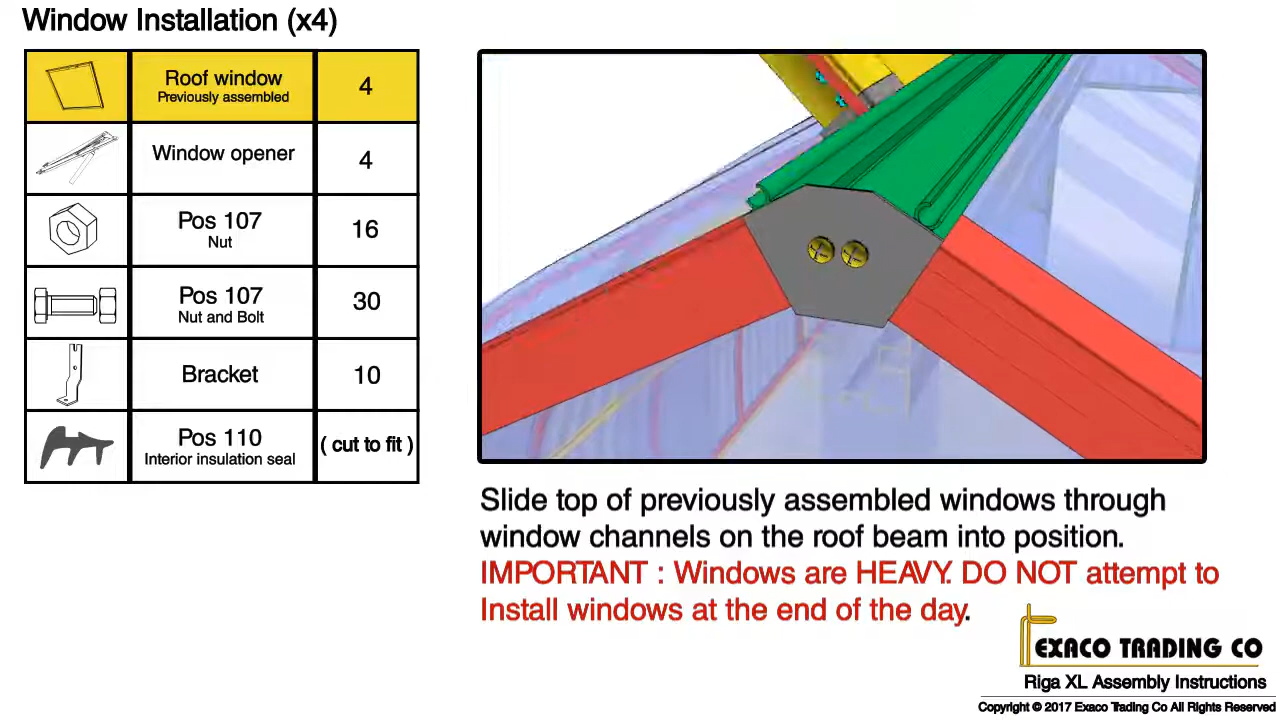 Window Installation (x4)
Roof window
Previously assembled
4
Window opener
4
Pos 107
Nut
16
Pos 107
Nut and Bolt
30
Bracket
10
Pos 110
Interior insulation seal
( cut to fit )
Slide top of previously assembled windows through
window channels on the roof beam into position.
IMPORTANT : Windows are HEAVY. DO NOT attempt to
Install windows at the end of the day.
EXACO TRADING CO
Riga XL Assembly Instructions
Copyright © 2017 Exaco Trading Co All Rights Reserved